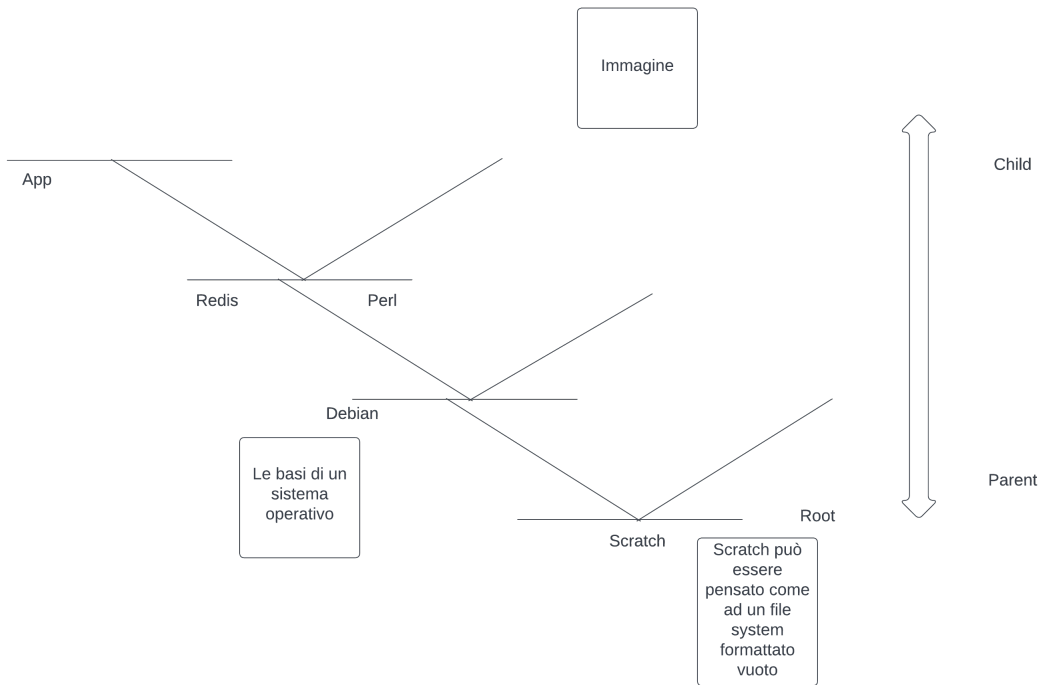 Immagine
Child
App
Redis
Perl
Debian
Le basi di un
sistema
operativo
Parent
Root
Scratch
Scratch può
essere
pensato come
ad un file
system
formattato
vuoto